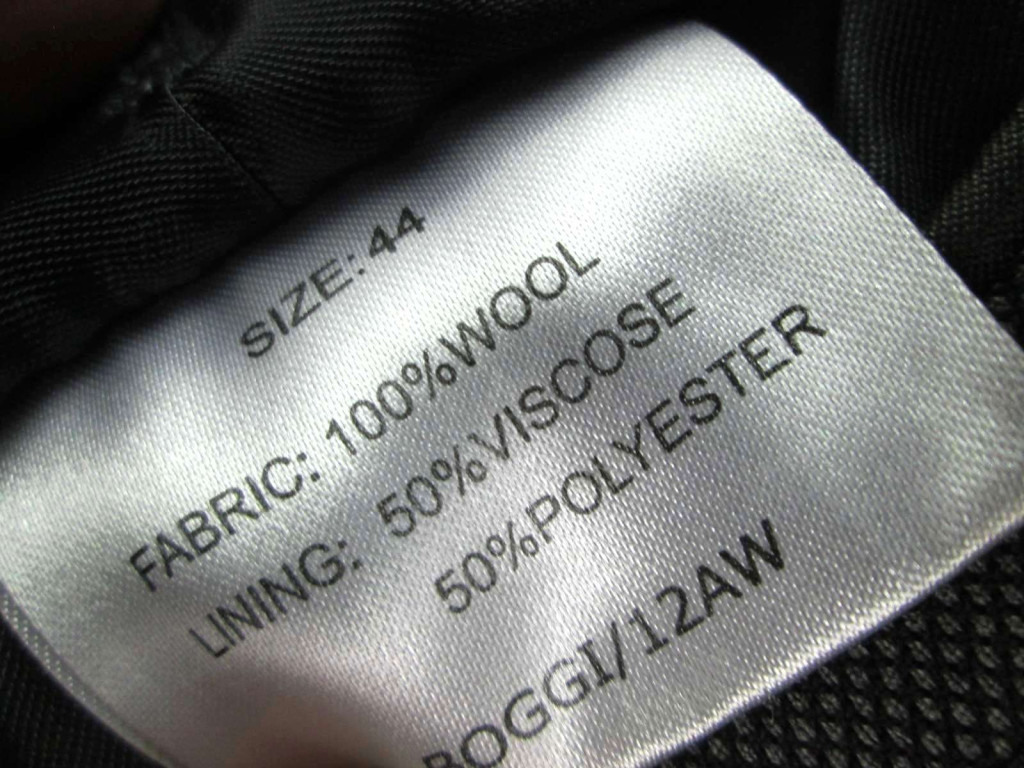 SIZE:44
FABRIC: 100%WOOL
LINING: 50%VISCOSE
50%POLYESTER
BOGGI/12AW